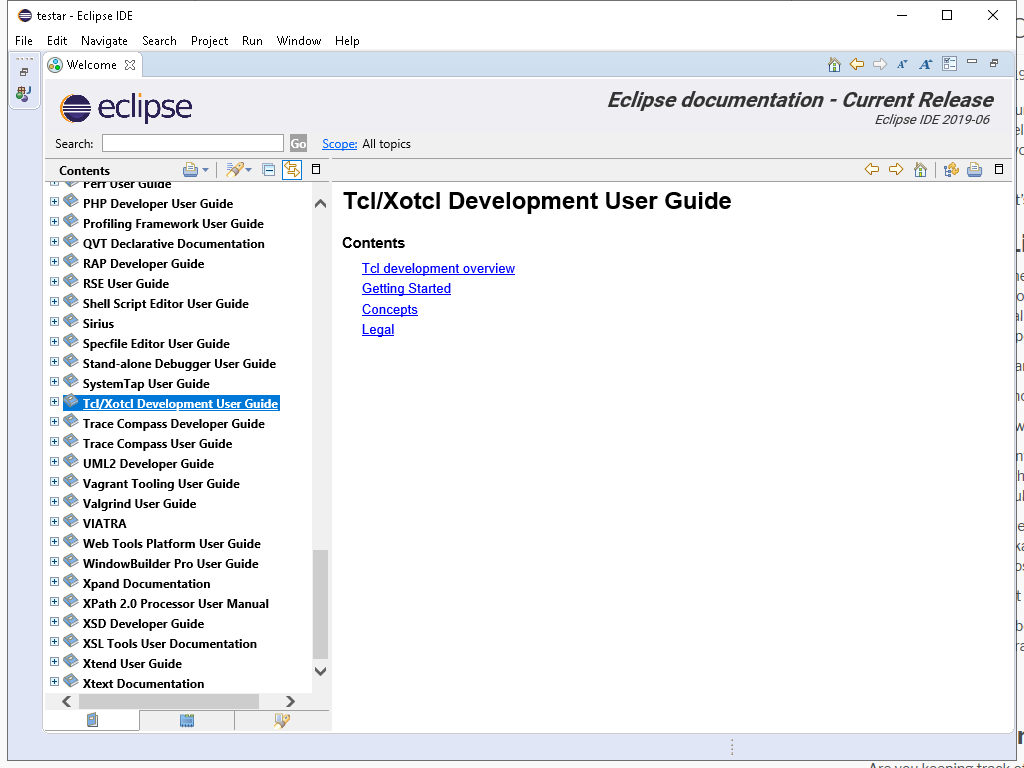 testar - Eclipse IDE
File Edit Navigate Search Project Run Window Help
Welcome
eclipse
Eclipse documentation - Current Release
Eclipse IDE 2019-06
Search: Go Scope: All topics
Contents
Perf User Guide
PHP Developer User Guide
Profiling Framework User Guide
QVT Declarative Documentation
RAP Developer Guide
RSE User Guide
Shell Script Editor User Guide
Sirius
Specfile Editor User Guide
Stand-alone Debugger User Guide
SystemTap User Guide
Tcl/Xotcl Development User Guide
Trace Compass Developer Guide
Trace Compass User Guide
UML2 Developer Guide
Vagrant Tooling User Guide
Valgrind User Guide
VIATRA
Web Tools Platform User Guide
WindowBuilder Pro User Guide
Xpand Documentation
XPath 2.0 Processor User Manual
XSD Developer Guide
XSL Tools User Documentation
Xtend User Guide
Xtext Documentation
Tcl/Xotcl Development User Guide
Contents
Tcl development overview
Getting Started
Concepts
Legal
Are you keeping track of